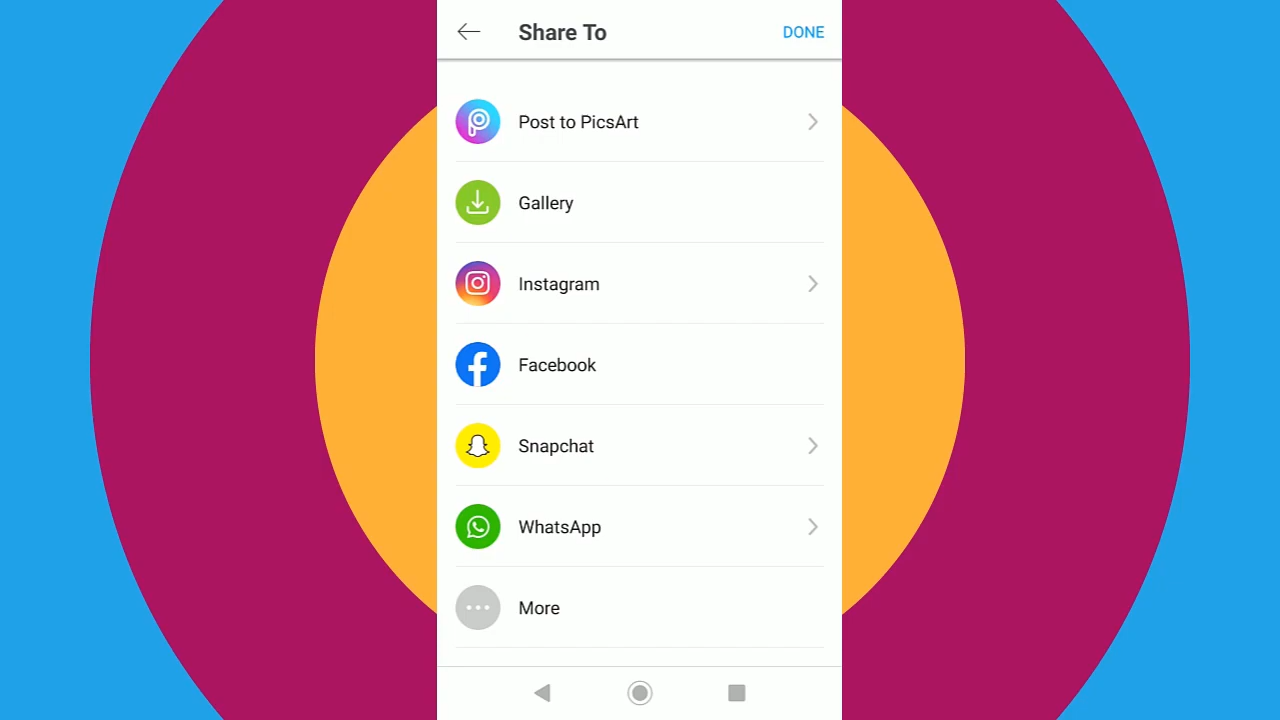 Share To
DONE
Post to PicsArt
Gallery
Instagram
Facebook
Snapchat
WhatsApp
More